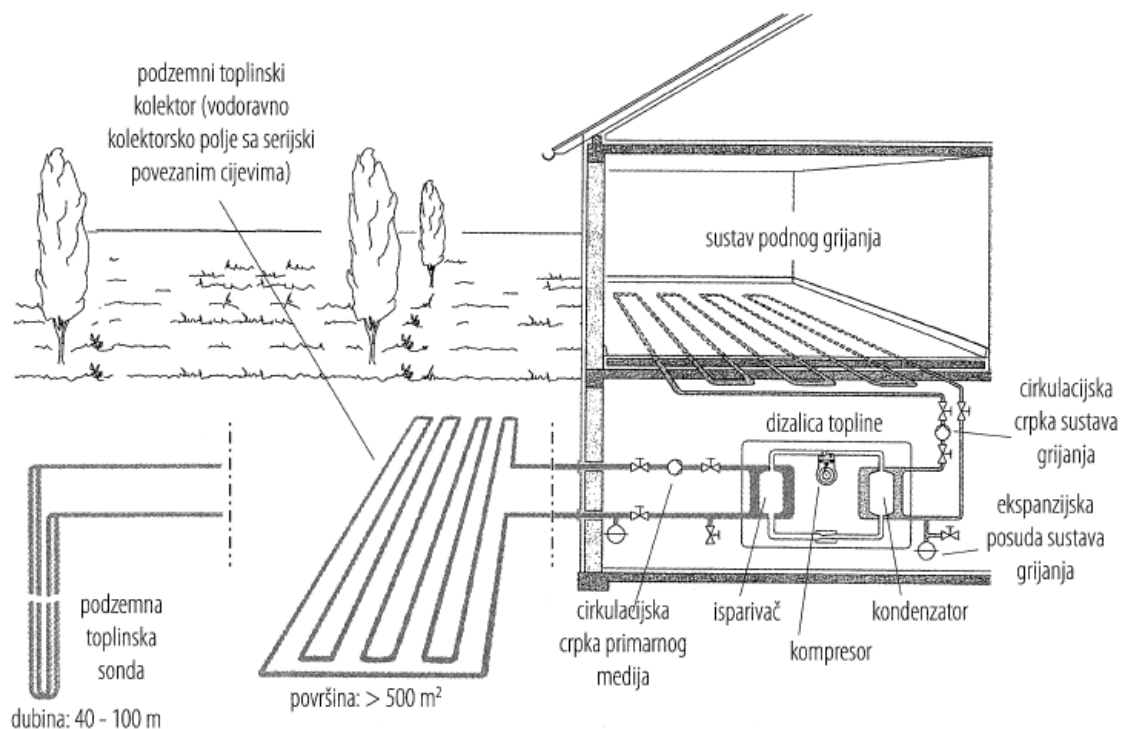 podzemni toplinski
kolektor (vodoravno
kolektorsko polje sa serijski
povezanim cijevima)
sustav podnog grijanja
cirkulacijska
crpka sustava
grijanja
dizalica topline
ekspanzijska
posuda sustava
grijanja
podzemna
toplinska
sonda
dubina: 40 - 100 m
površina: > 500 m²
cirkulacijska
crpka primarnog
medija
isparivač
kompresor
kondenzator